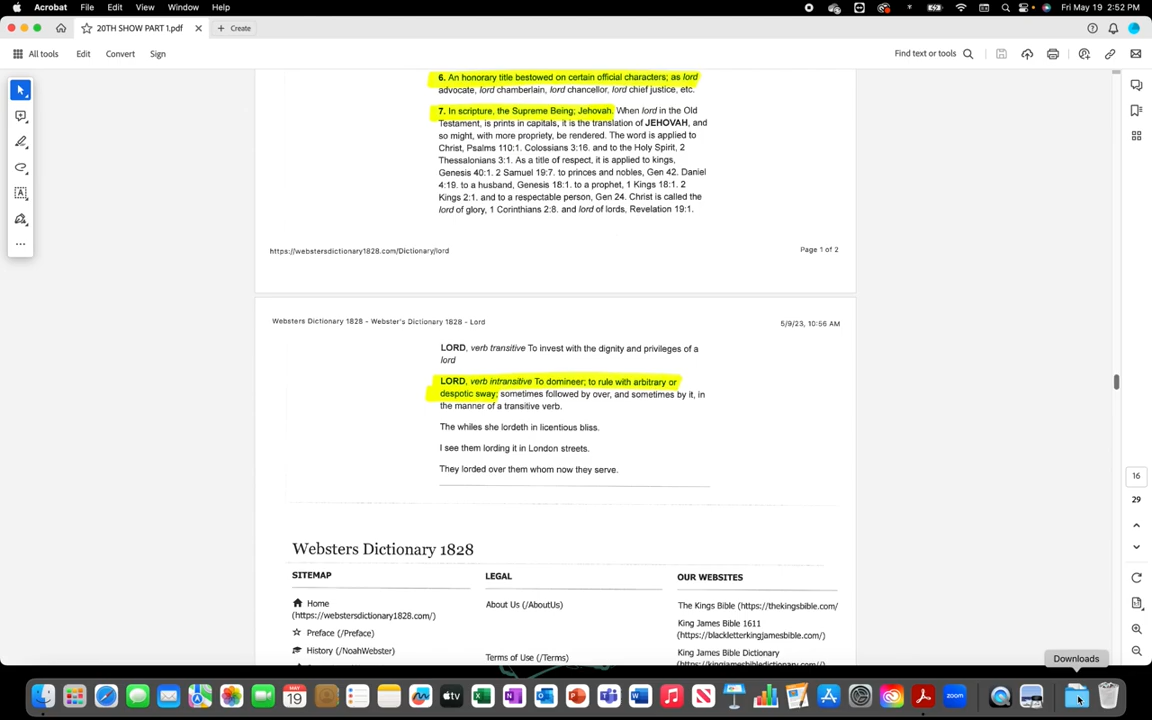 Acrobat File Edit View Window Help Fri May 19 2:52 PM
20TH SHOW PART 1.pdf Create
All tools Edit Convert Sign Find text or tools
6. An honorary title bestowed on certain official characters; as lord
advocate, lord chamberlain, lord chancellor, lord chief justice, etc.
7. In scripture, the Supreme Being; Jehovah. When lord in the Old
Testament, is prints in capitals, it is the translation of JEHOVAH, and
so might, with more propriety, be rendered. The word is applied to
Christ, Psalms 110:1. Colossians 3:16. and to the Holy Spirit, 2
Thessalonians 3:1. As a title of respect, it is applied to kings,
Genesis 40:1. 2 Samuel 19:7. to princes and nobles, Gen 42. Daniel
4:19. to a husband, Genesis 18:1. to a prophet, 1 Kings 18:1. 2
Kings 2:1. and to a respectable person, Gen 24. Christ is called the
lord of glory, 1 Corinthians 2:8. and lord of lords, Revelation 19:1.
https://webstersdictionary1828.com/Dictionary/lord Page 1 of 2
Websters Dictionary 1828 - Webster's Dictionary 1828 - Lord 5/9/23, 10:56 AM
LORD, verb transitive To invest with the dignity and privileges of a
lord
LORD, verb intransitive To domineer; to rule with arbitrary or
despotic sway; sometimes followed by over, and sometimes by it, in
the manner of a transitive verb.
The whiles she lordeth in licentious bliss.
I see them lording it in London streets.
They lorded over them whom now they serve.
16
29
Websters Dictionary 1828
SITEMAP LEGAL OUR WEBSITES
Home About Us (/AboutUs) The Kings Bible (https://thekingsbible.com/
(https://webstersdictionary1828.com/)
King James Bible 1611
Preface (/Preface) (https://blackletterkingjamesbible.com/)
History (/NoahWebster) Terms of Use (/Terms) King James Bible Dictionary
Downloads
MAY
19
tv
zoom